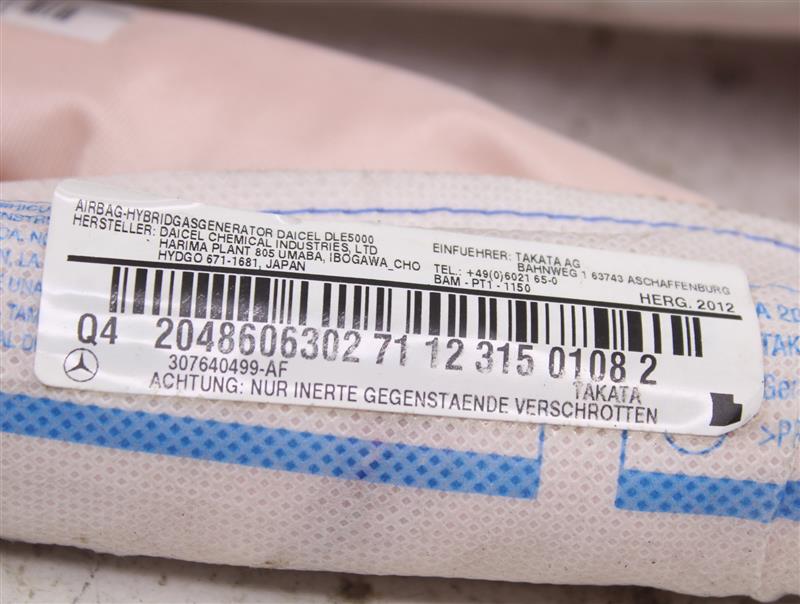 AIRBAG-HYBRIDGASGENERATOR DAICEL DLE5000
HERSTELLER: DAICEL CHEMICAL INDUSTRIES, LTD
HARIMA PLANT 805 UMABA, IBOGAWA_CHO
HYDGO 671-1681, JAPAN
EINFUEHRER: TAKATA AG
BAHNWEG 1 63743 ASCHAFFENBURG
TEL.: +49(0)6021 65-0
BAM - PT1 - 1150
HERG. 2012
Q4 2048606302 71 12 315 0108 2
307640499-AF
TAKATA
ACHTUNG: NUR INERTE GEGENSTAENDE VERSCHROTTEN